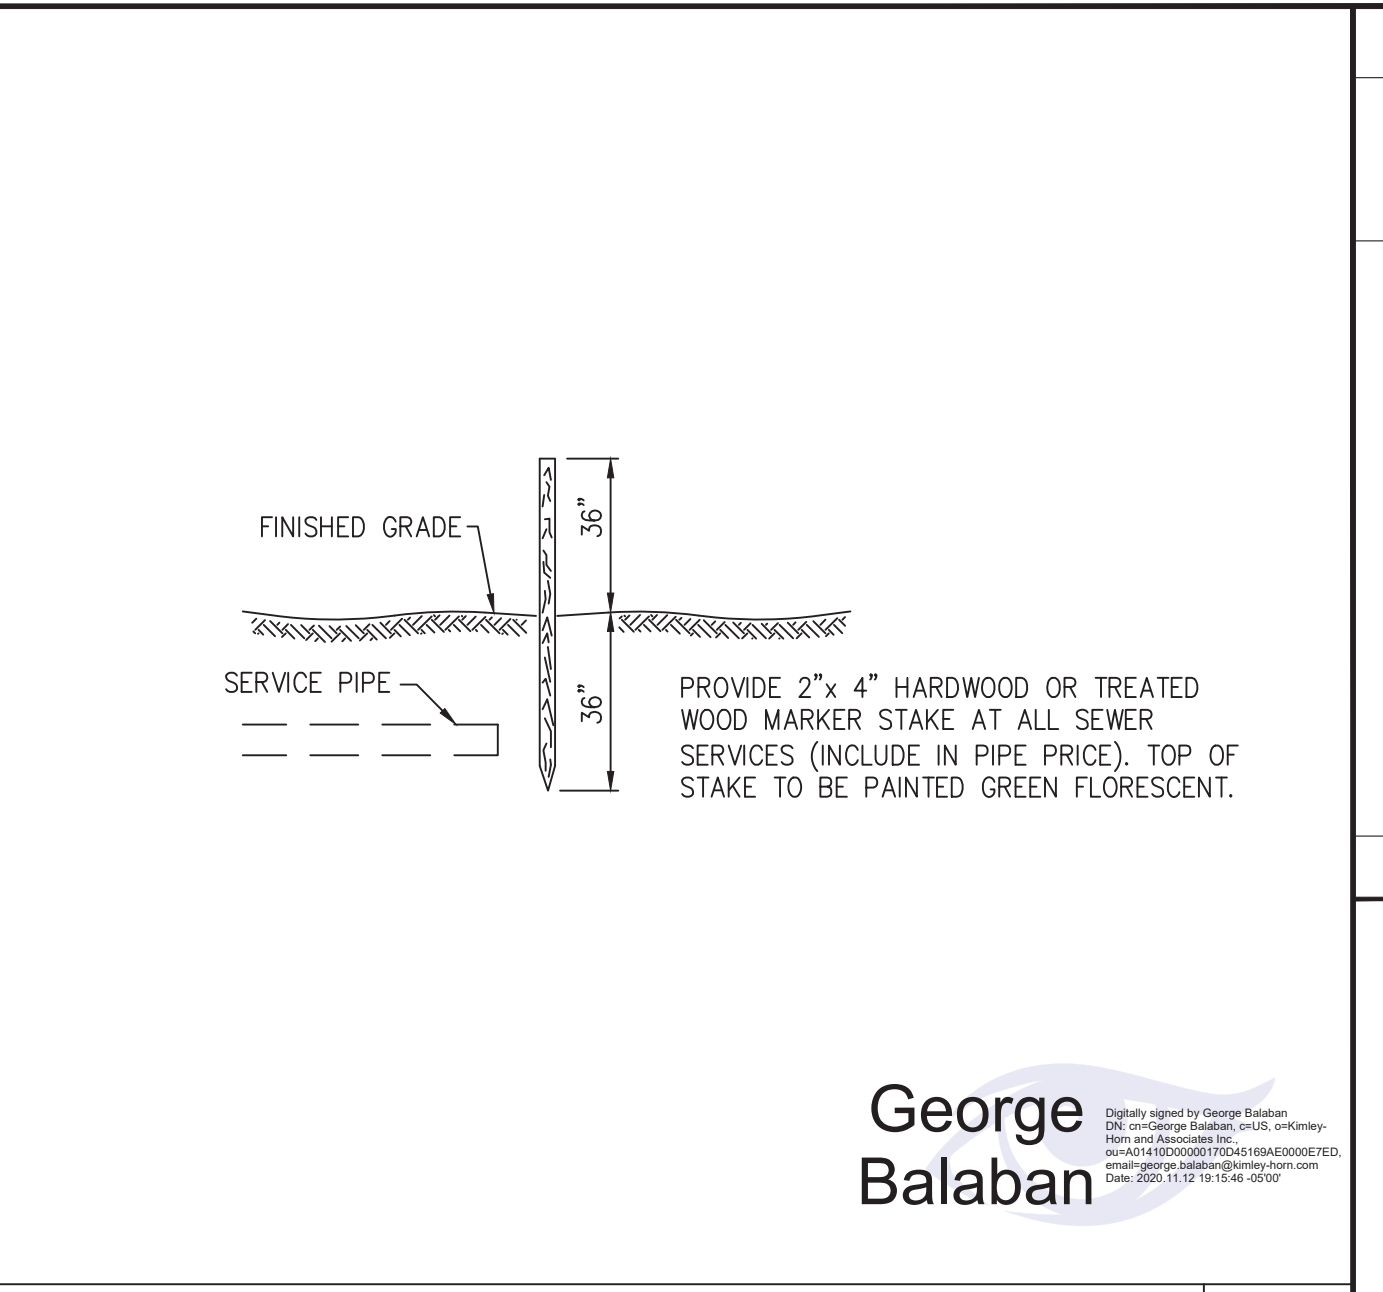 36”
FINISHED GRADE
SERVICE PIPE
36”
PROVIDE 2”x 4” HARDWOOD OR TREATED
WOOD MARKER STAKE AT ALL SEWER
SERVICES (INCLUDE IN PIPE PRICE). TOP OF
STAKE TO BE PAINTED GREEN FLORESCENT.
George
Balaban
Digitally signed by George Balaban
DN: cn=George Balaban, c=US, o=Kimley-
Horn and Associates Inc.,
ou=A01410D00000170D45169AE0000E7ED,
email=george.balaban@kimley-horn.com
Date: 2020.11.12 19:15:46 -05'00'